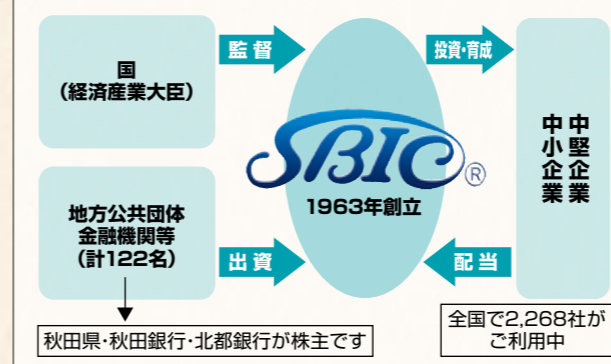 国
(経済産業大臣)
監督
投資・育成
中堅企業
中小企業
SBIC®
1963年創立
地方公共団体
金融機関等
(計122名)
出資
配当
秋田県・秋田銀行・北都銀行が株主です
全国で2,268社が
ご利用中